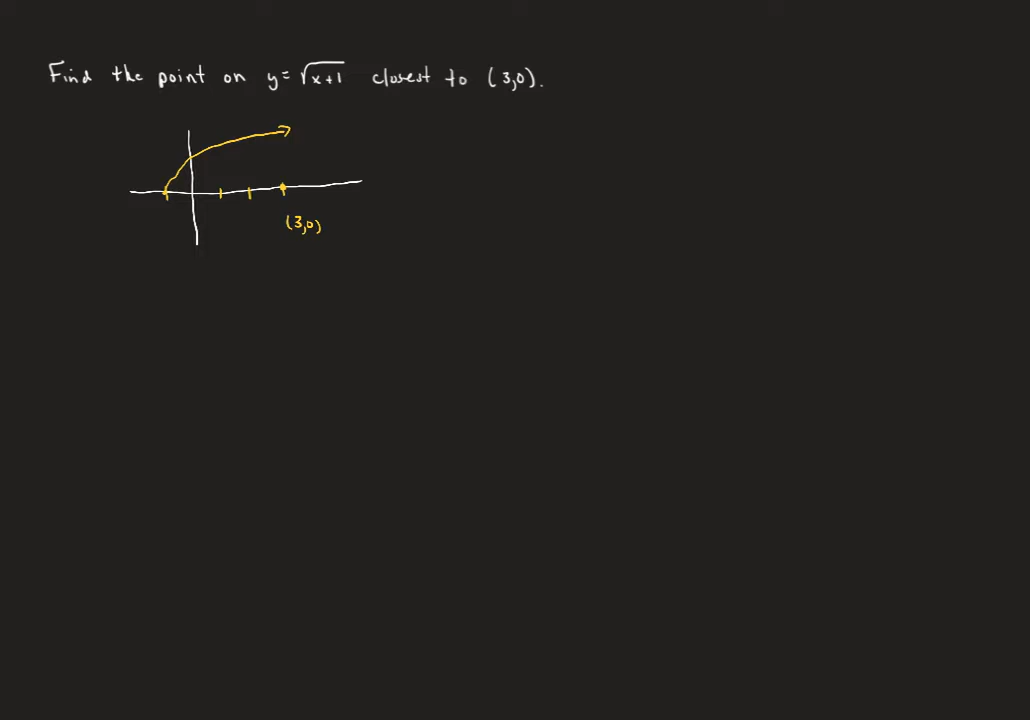 Find the point on y = √x+1 closest to (3,0).
(3,0)